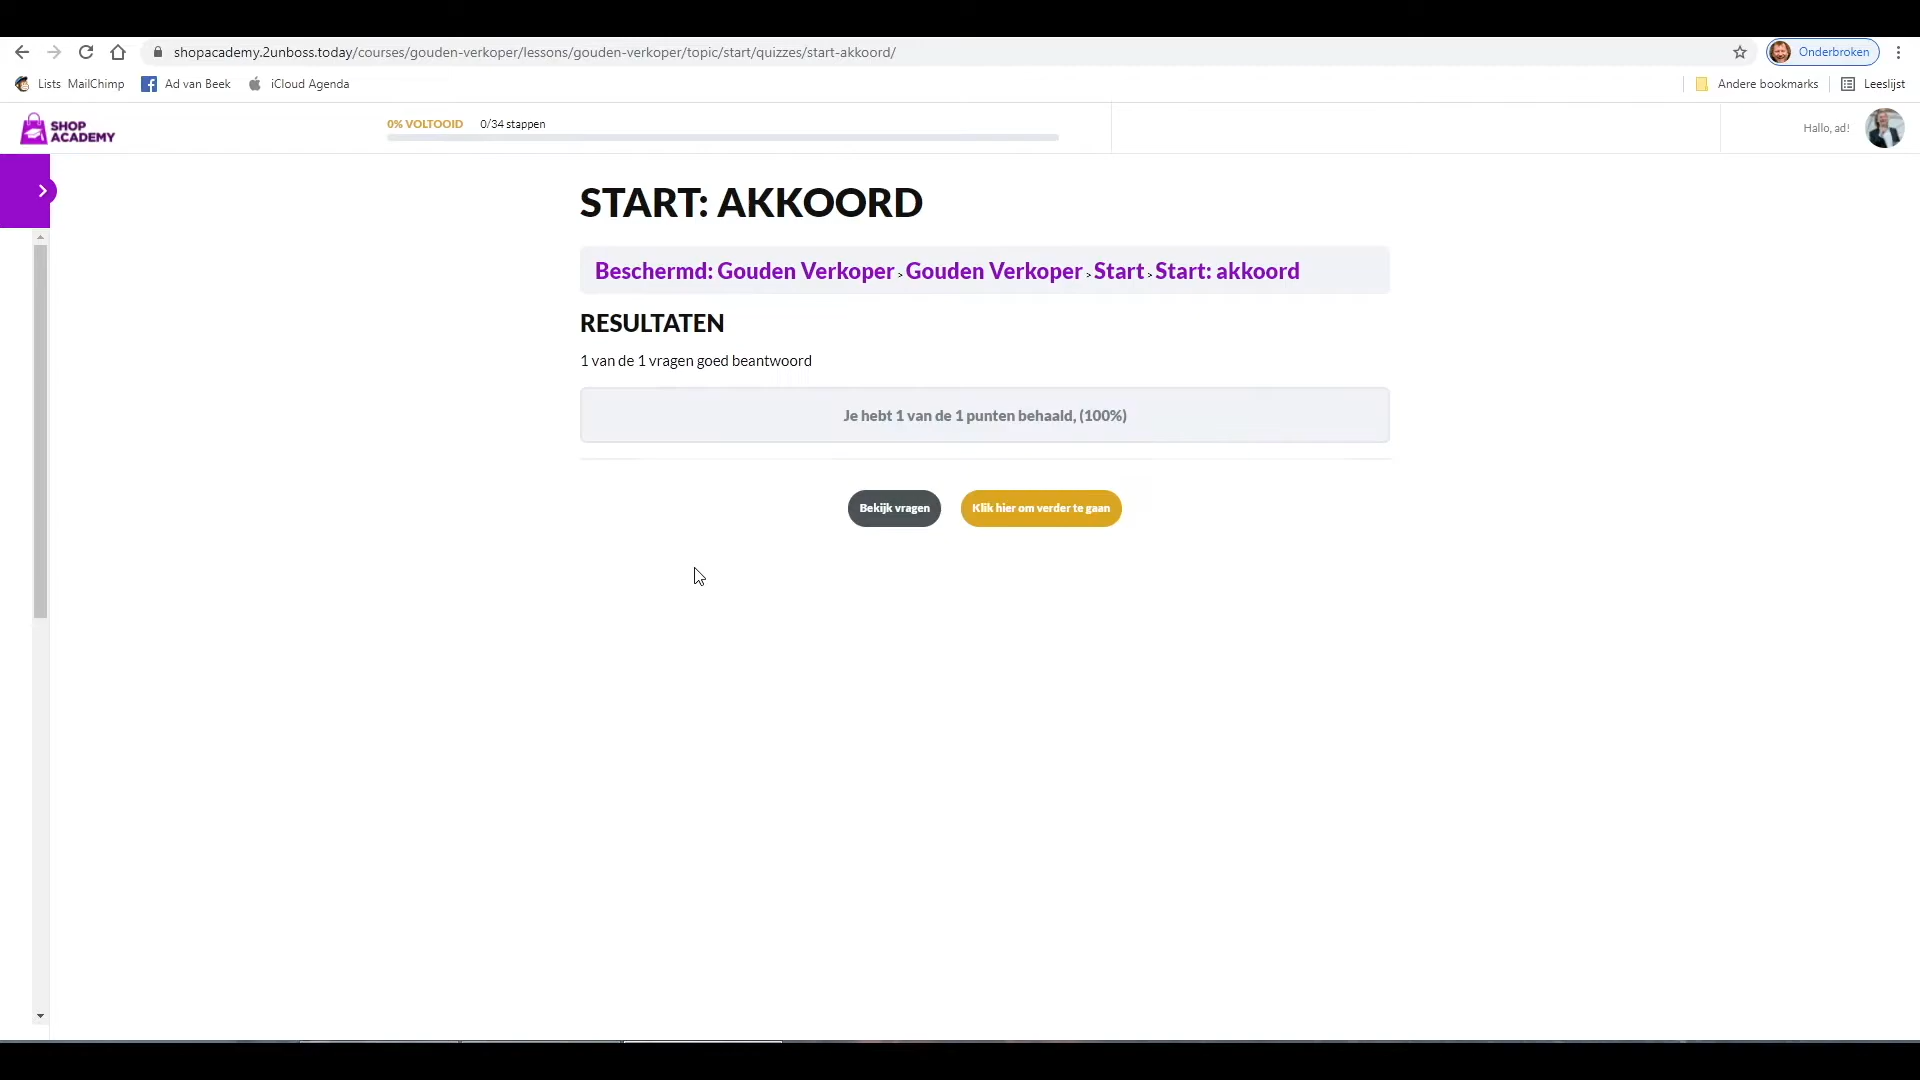 shopacademy.2unboss.today/courses/gouden-verkoper/lessons/gouden-verkoper/topic/start/quizzes/start-akkoord/
Onderbroken
Lists MailChimp
Ad van Beek
iCloud Agenda
Andere bookmarks
Leeslijst
SHOP
ACADEMY
0% VOLTOOID 0/34 stappen
Hallo, ad!
START: AKKOORD
Beschermd: Gouden Verkoper > Gouden Verkoper > Start > Start: akkoord
RESULTATEN
1 van de 1 vragen goed beantwoord
Je hebt 1 van de 1 punten behaald, (100%)
Bekijk vragen
Klik hier om verder te gaan